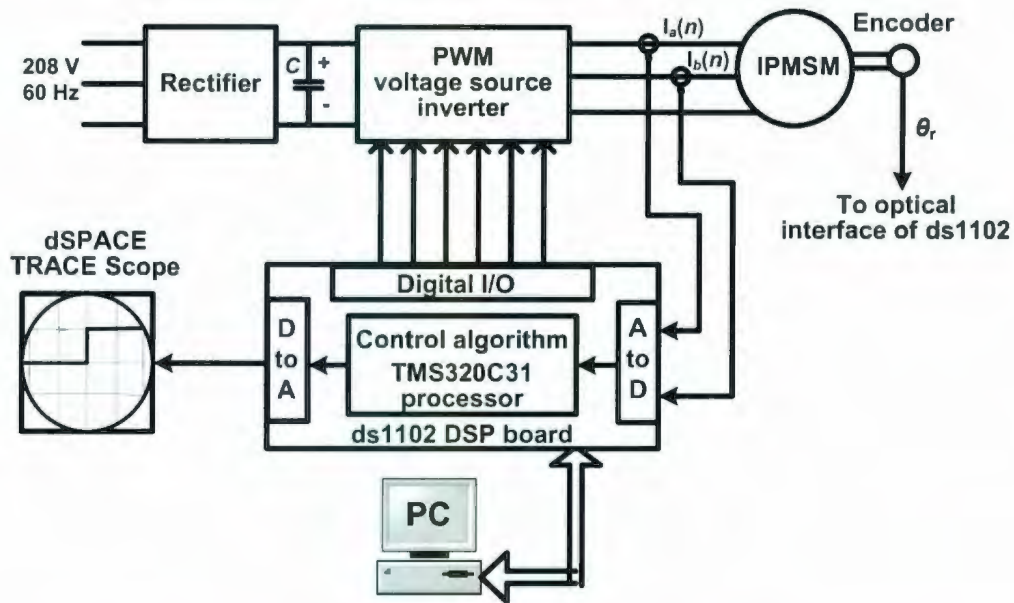 208 V
60 Hz
Rectifier
C
+
-
PWM
voltage source
inverter
Iₐ(n)
I_b(n)
IPMSM
Encoder
θᵣ
To optical
interface of ds1102
dSPACE
TRACE Scope
Digital I/O
D
to
A
Control algorithm
TMS320C31
processor
A
to
D
ds1102 DSP board
PC